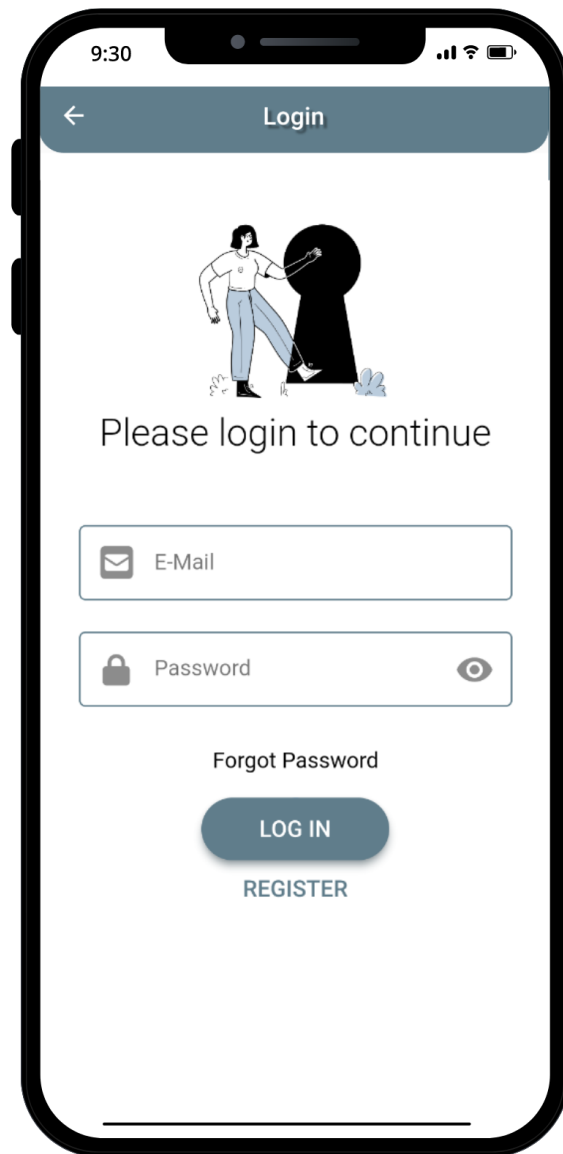 9:30
Login
Please login to continue
E-Mail
Password
Forgot Password
LOG IN
REGISTER